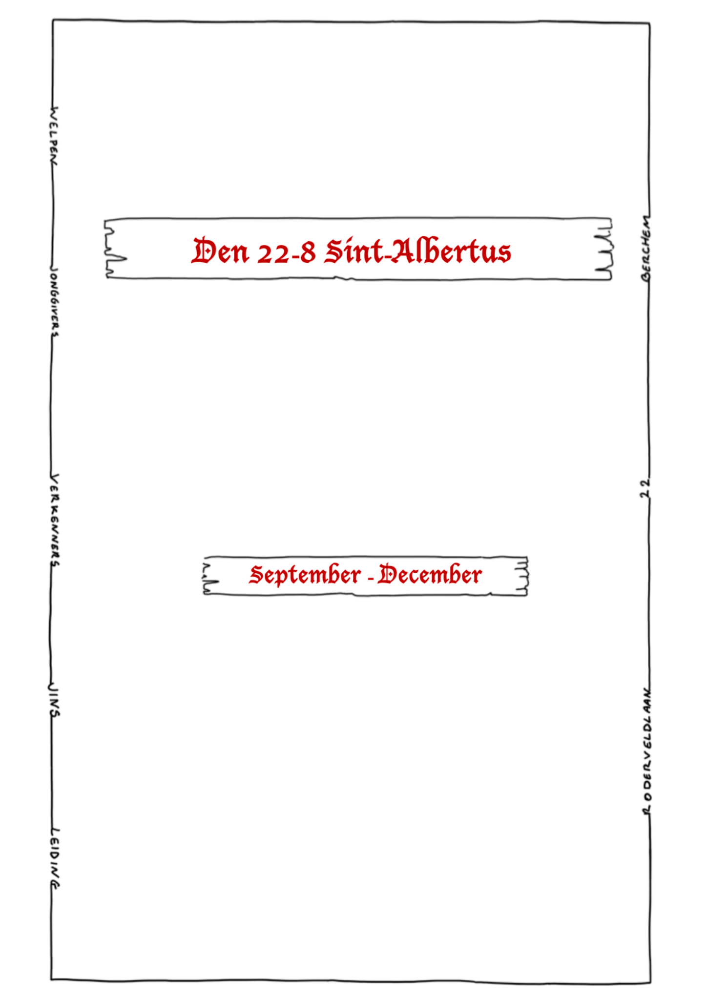 Den 22-8 Sint-Albertus
September - December
WELPEN
JONGGIVERS
VERKENNERS
JINS
LEIDING
BERCHEM
22
RODERVELDLAAN